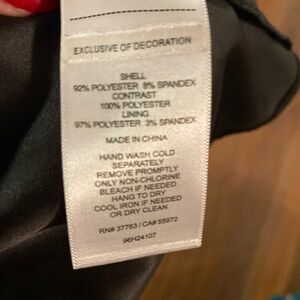 EXCLUSIVE OF DECORATION
SHELL
92% POLYESTER 8% SPANDEX
CONTRAST
100% POLYESTER
LINING
97% POLYESTER 3% SPANDEX
MADE IN CHINA
HAND WASH COLD
SEPARATELY
REMOVE PROMPTLY
ONLY NON-CHLORINE
BLEACH IF NEEDED
HANG TO DRY
COOL IRON IF NEEDED
OR DRY CLEAN
RN# 37763 / CA# 55972
96H24107